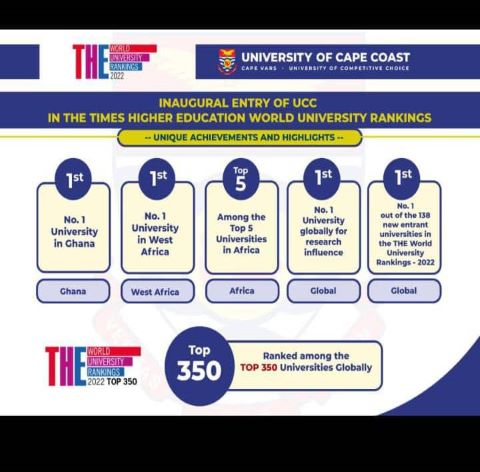 THE WORLD
UNIVERSITY
RANKINGS
2022
UNIVERSITY OF CAPE COAST
CAPE VARS · UNIVERSITY OF COMPETITIVE CHOICE
INAUGURAL ENTRY OF UCC
IN THE TIMES HIGHER EDUCATION WORLD UNIVERSITY RANKINGS
-- UNIQUE ACHIEVEMENTS AND HIGHLIGHTS --
1st
No. 1
University
in Ghana
Ghana
1st
No. 1
University
in West
Africa
West Africa
Top
5
Among the
Top 5
Universities
in Africa
Africa
1st
No. 1
University
globally for
research
influence
Global
1st
No. 1
out of the 138
new entrant
universities in
the THE World
University
Rankings - 2022
Global
THE WORLD
UNIVERSITY
RANKINGS
2022 TOP 350
Top
350
Ranked among the
TOP 350 Universities Globally